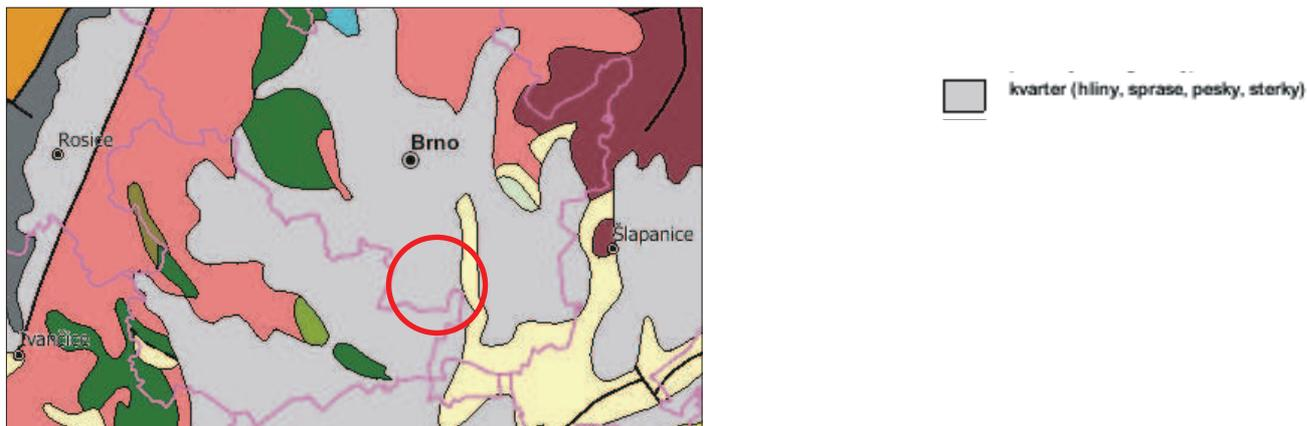 kvarter (hliny, sprase, pesky, sterky)
Rosice
Brno
Šlapanice
Ivančice